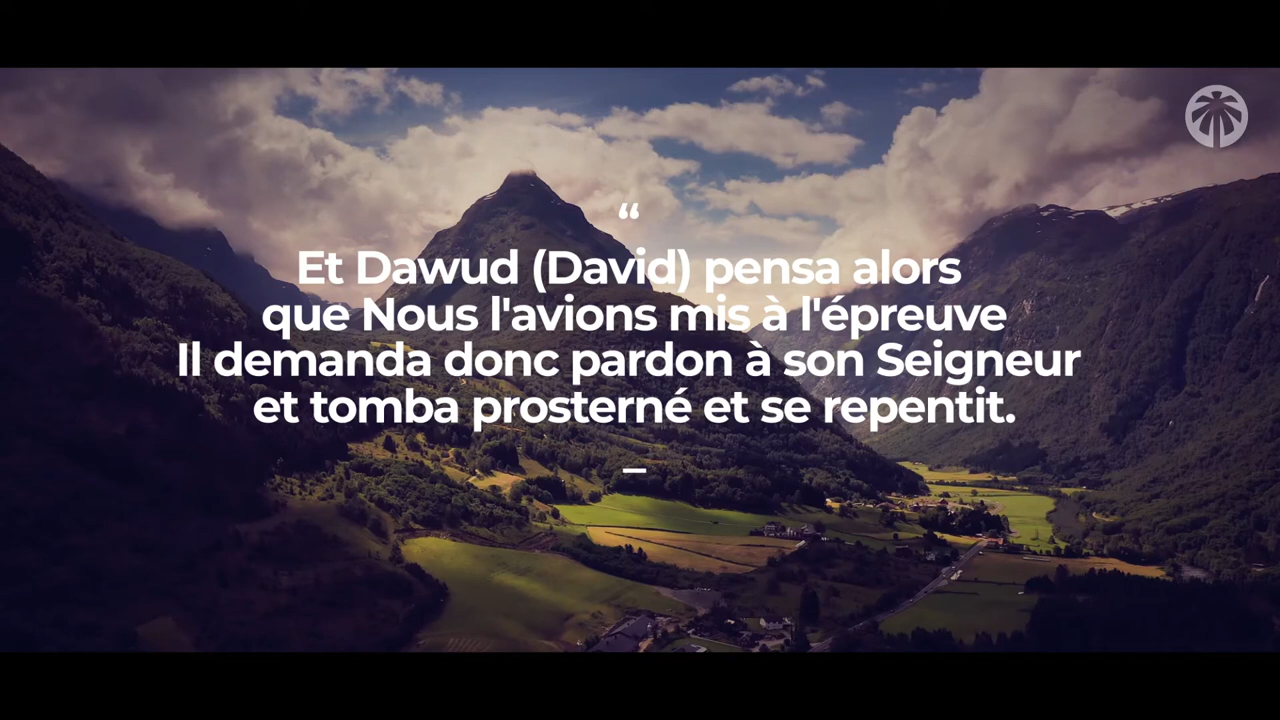 “
Et Dawud (David) pensa alors
que Nous l'avions mis à l'épreuve
Il demanda donc pardon à son Seigneur
et tomba prosterné et se repentit.
–